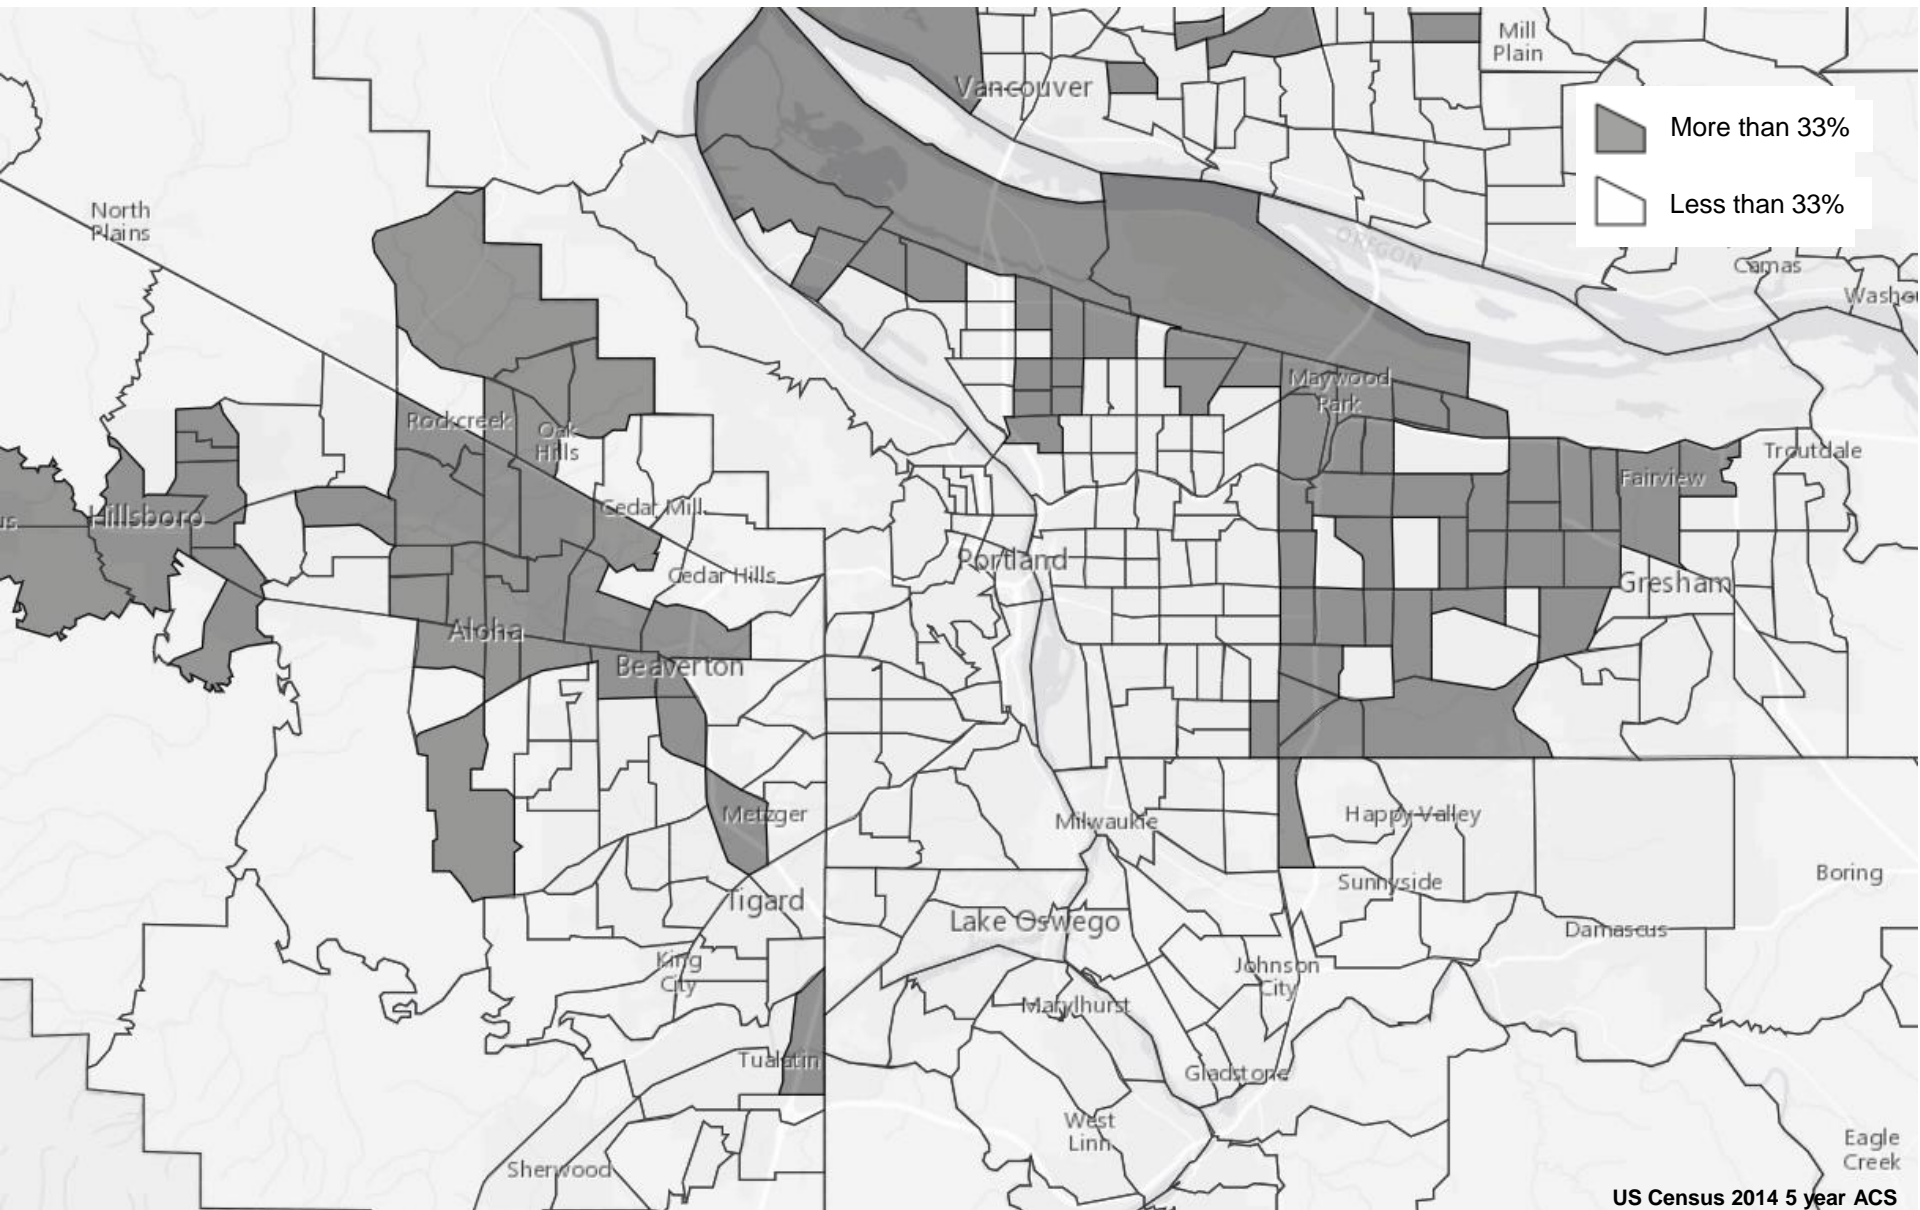 Mill
Plain
Vancouver
More than 33%
Less than 33%
North
Plains
OREGON
Camas
Maywood
Park
Rockcreek
Oak
Hills
Troutdale
Fairview
Hillsboro
Cedar Mill
Portland
Cedar Hills
Gresham
Aloha
Beaverton
Metzger
Milwaukie
Happy Valley
Boring
Sunnyside
Tigard
Lake Oswego
Damascus
King
City
Johnson
City
Marylhurst
Tualatin
Gladstone
West
Linn
Eagle
Creek
Sherwood
US Census 2014 5 year ACS